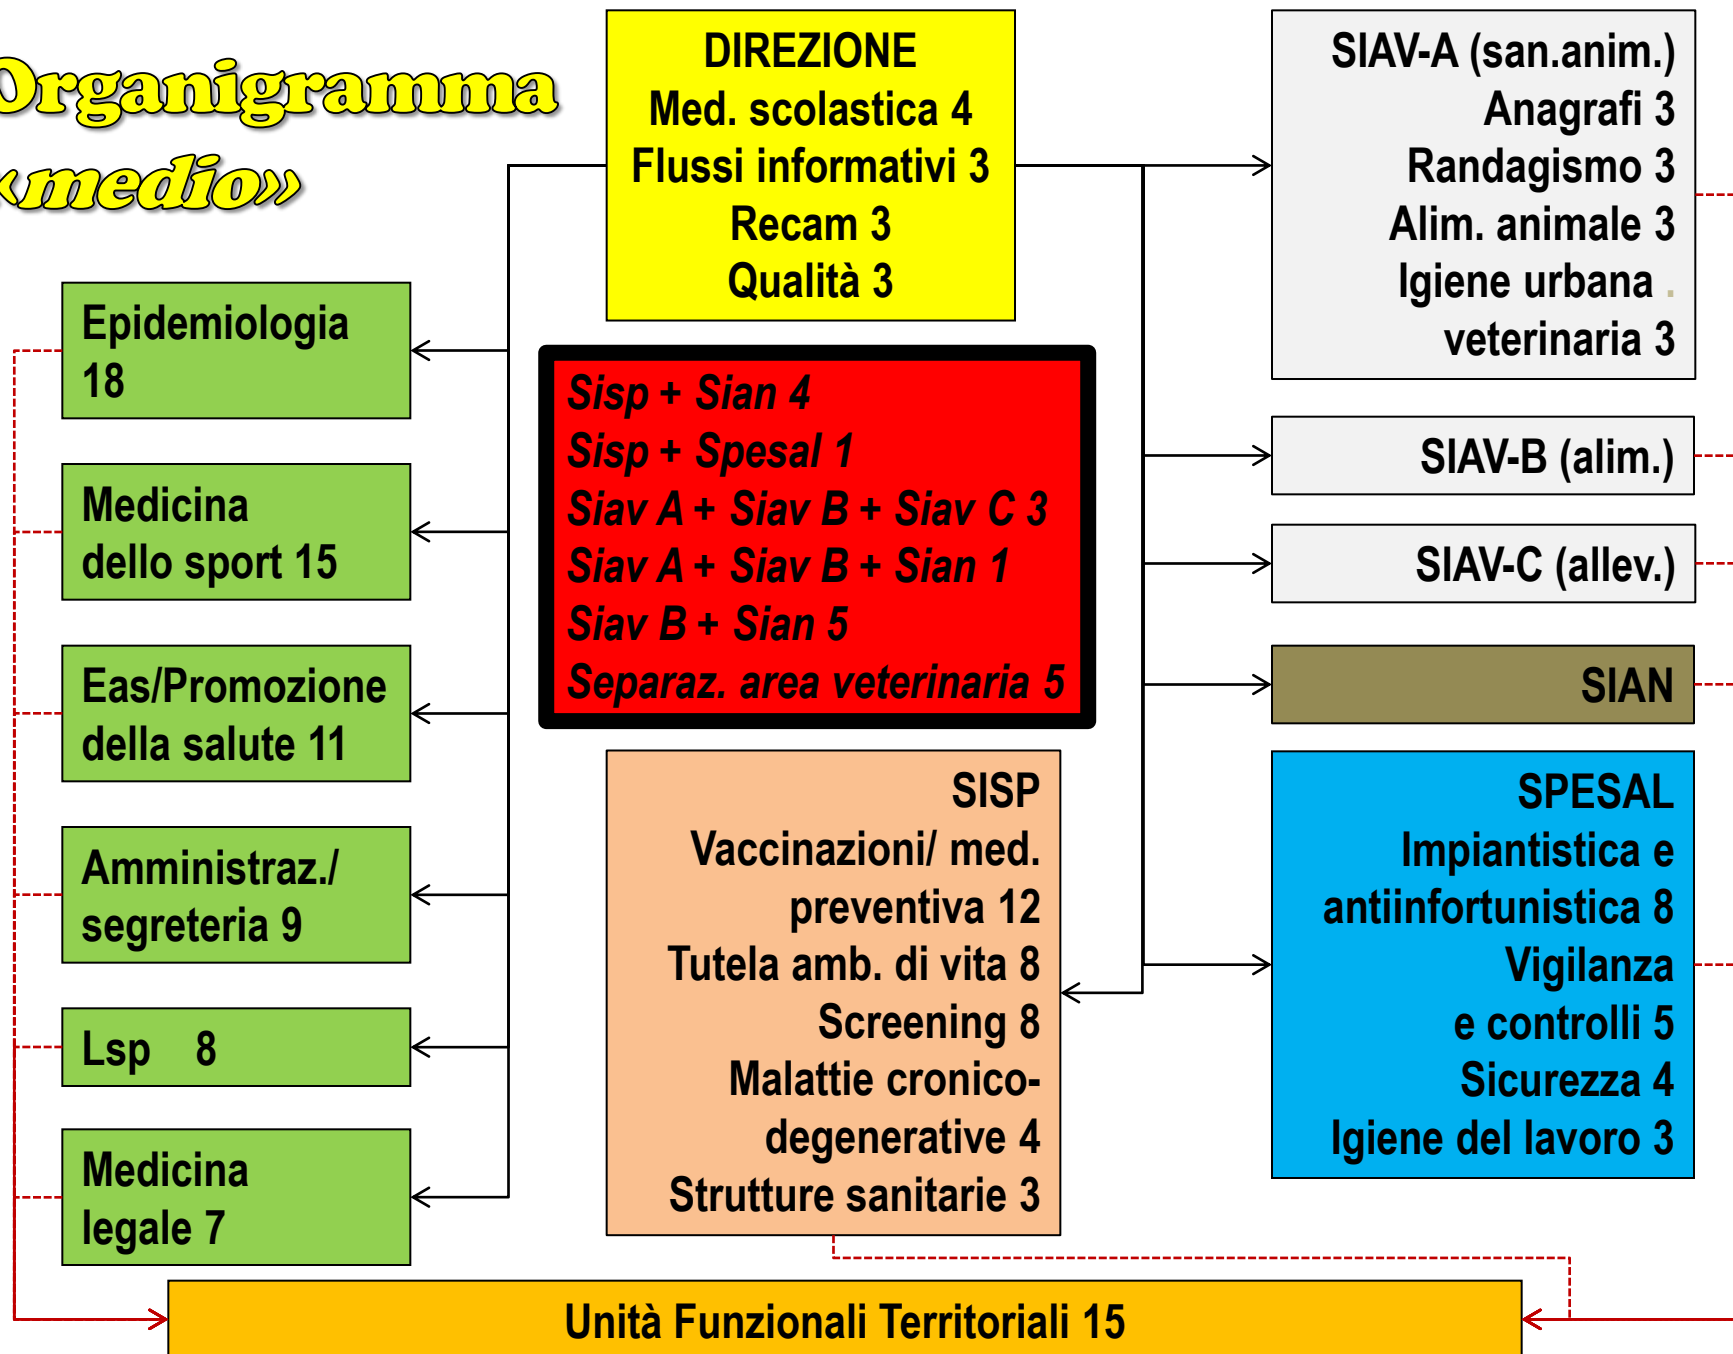 Organigramma
«medio»
DIREZIONE
Med. scolastica 4
Flussi informativi 3
Recam 3
Qualità 3
SIAV-A (san.anim.)
Anagrafi 3
Randagismo 3
Alim. animale 3
Igiene urbana .
veterinaria 3
Epidemiologia
18
Medicina
dello sport 15
Eas/Promozione
della salute 11
Amministraz./
segreteria 9
Lsp 8
Medicina
legale 7
Sisp + Sian 4
Sisp + Spesal 1
Siav A + Siav B + Siav C 3
Siav A + Siav B + Sian 1
Siav B + Sian 5
Separaz. area veterinaria 5
SIAV-B (alim.)
SIAV-C (allev.)
SIAN
SISP
Vaccinazioni/ med.
preventiva 12
Tutela amb. di vita 8
Screening 8
Malattie cronico-
degenerative 4
Strutture sanitarie 3
SPESAL
Impiantistica e
antiinfortunistica 8
Vigilanza
e controlli 5
Sicurezza 4
Igiene del lavoro 3
Unità Funzionali Territoriali 15